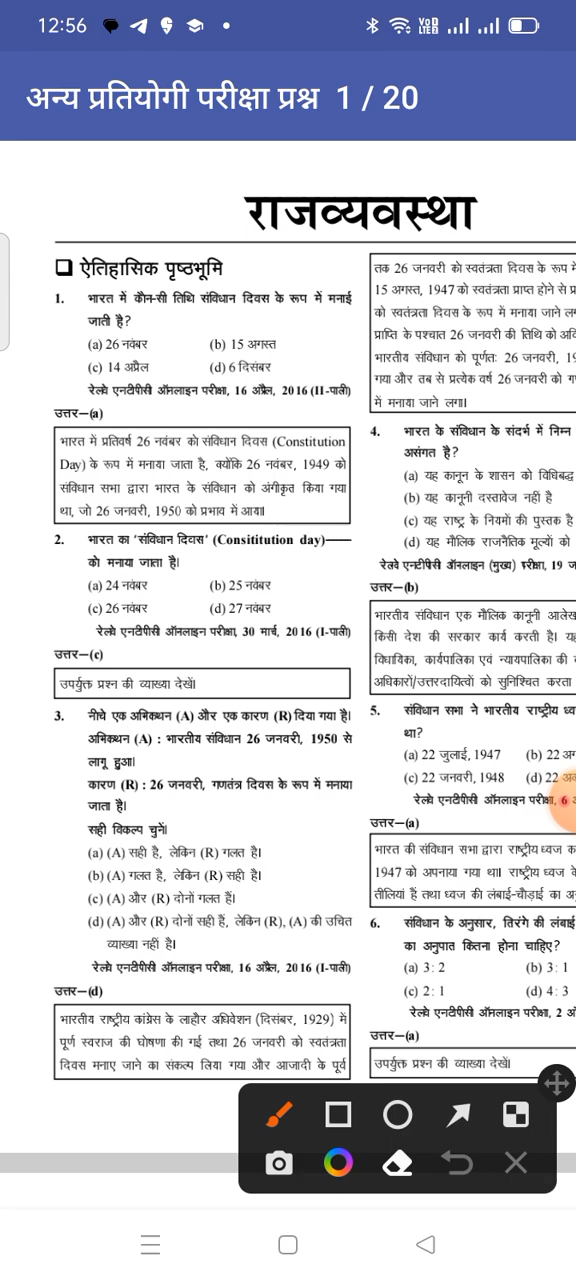 12:56
VoD
LTE2
अन्य प्रतियोगी परीक्षा प्रश्न 1 / 20
राजव्यवस्था
ऐतिहासिक पृष्ठभूमि
1. भारत में कौन-सी तिथि संविधान दिवस के रूप में मनाई
जाती है?
(a) 26 नवंबर (b) 15 अगस्त
(c) 14 अप्रैल (d) 6 दिसंबर
रेलवे एनटीपीसी ऑनलाइन परीक्षा, 16 अप्रैल, 2016 (II-पाली)
उत्तर—(a)
भारत में प्रतिवर्ष 26 नवंबर को संविधान दिवस (Constitution
Day) के रूप में मनाया जाता है, क्योंकि 26 नवंबर, 1949 को
संविधान सभा द्वारा भारत के संविधान को अंगीकृत किया गया
था, जो 26 जनवरी, 1950 को प्रभाव में आया।
2. भारत का 'संविधान दिवस' (Consititution day)——
को मनाया जाता है।
(a) 24 नवंबर (b) 25 नवंबर
(c) 26 नवंबर (d) 27 नवंबर
रेलवे एनटीपीसी ऑनलाइन परीक्षा, 30 मार्च, 2016 (I-पाली)
उत्तर—(c)
उपर्युक्त प्रश्न की व्याख्या देखें।
3. नीचे एक अभिकथन (A) और एक कारण (R) दिया गया है।
अभिकथन (A) : भारतीय संविधान 26 जनवरी, 1950 से
लागू हुआ।
कारण (R) : 26 जनवरी, गणतंत्र दिवस के रूप में मनाया
जाता है।
सही विकल्प चुनें।
(a) (A) सही है, लेकिन (R) गलत है।
(b) (A) गलत है, लेकिन (R) सही है।
(c) (A) और (R) दोनों गलत हैं।
(d) (A) और (R) दोनों सही हैं, लेकिन (R), (A) की उचित
व्याख्या नहीं है।
रेलवे एनटीपीसी ऑनलाइन परीक्षा, 16 अप्रैल, 2016 (I-पाली)
उत्तर—(d)
भारतीय राष्ट्रीय कांग्रेस के लाहौर अधिवेशन (दिसंबर, 1929) में
पूर्ण स्वराज की घोषणा की गई तथा 26 जनवरी को स्वतंत्रता
दिवस मनाए जाने का संकल्प लिया गया और आजादी के पूर्व
तक 26 जनवरी को स्वतंत्रता दिवस के रूप
15 अगस्त, 1947 को स्वतंत्रता प्राप्त होने से
को स्वतंत्रता दिवस के रूप में मनाया जाने
प्राप्ति के पश्चात 26 जनवरी की तिथि को
भारतीय संविधान को पूर्णतः 26 जनवरी,
गया और तब से प्रत्येक वर्ष 26 जनवरी को
में मनाया जाने लगा।
4. भारत के संविधान के संदर्भ में निम्न
असंगत है?
(a) यह कानून के शासन को विधिबद्ध
(b) यह कानूनी दस्तावेज नहीं है
(c) यह राष्ट्र के नियमों की पुस्तक है
(d) यह मौलिक राजनैतिक मूल्यों को
रेलवे एनटीपीसी ऑनलाइन (मुख्य) परीक्षा, 19
उत्तर—(b)
भारतीय संविधान एक मौलिक कानूनी आलेख
किसी देश की सरकार कार्य करती है।
विधायिका, कार्यपालिका एवं न्यायपालिका की
अधिकारों/उत्तरदायित्वों को सुनिश्चित करता
5. संविधान सभा ने भारतीय राष्ट्रीय
था?
(a) 22 जुलाई, 1947 (b) 22
(c) 22 जनवरी, 1948 (d) 22
रेलवे एनटीपीसी ऑनलाइन परीक्षा, 6
उत्तर—(a)
भारत की संविधान सभा द्वारा राष्ट्रीय ध्वज
1947 को अपनाया गया था। राष्ट्रीय ध्वज
तीलियां हैं तथा ध्वज की लंबाई-चौड़ाई का
6. संविधान के अनुसार, तिरंगे की लंबाई
का अनुपात कितना होना चाहिए?
(a) 3: 2 (b) 3: 1
(c) 2: 1 (d) 4: 3
रेलवे एनटीपीसी ऑनलाइन परीक्षा, 2
उत्तर—(a)
उपर्युक्त प्रश्न की व्याख्या देखें।